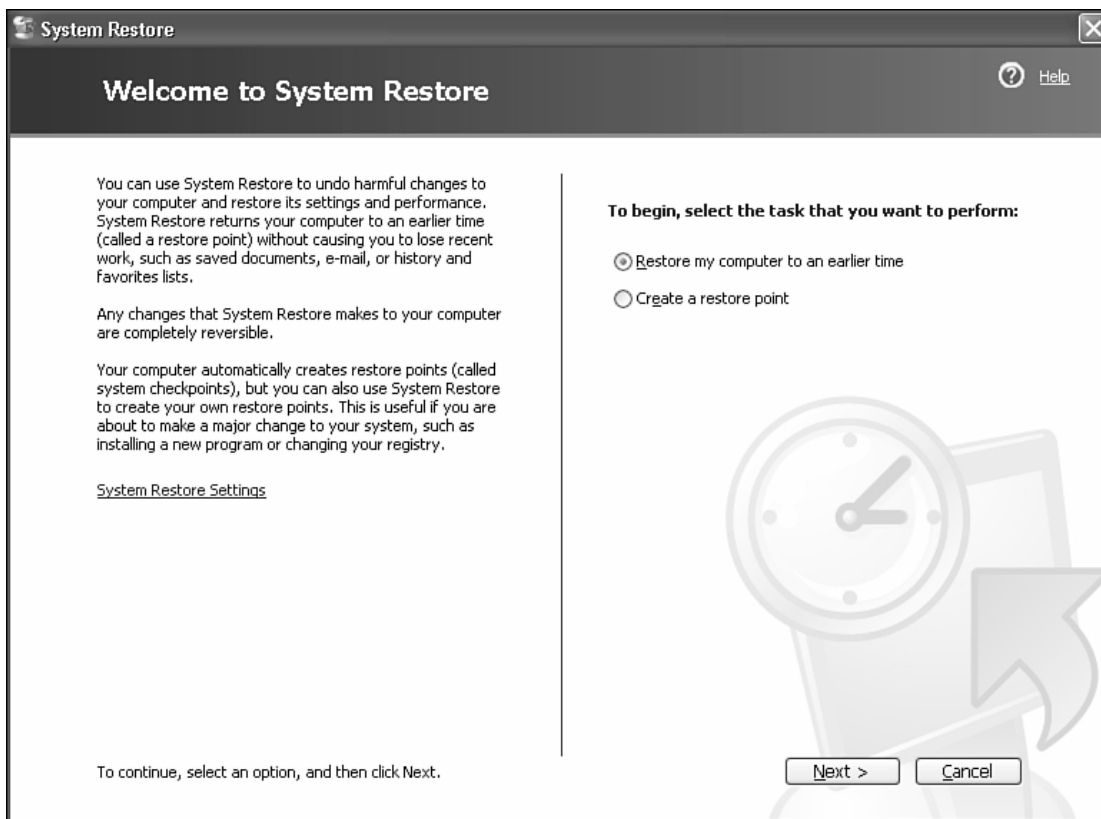 System Restore
Welcome to System Restore
Help
You can use System Restore to undo harmful changes to
your computer and restore its settings and performance.
System Restore returns your computer to an earlier time
(called a restore point) without causing you to lose recent
work, such as saved documents, e-mail, or history and
favorites lists.
Any changes that System Restore makes to your computer
are completely reversible.
Your computer automatically creates restore points (called
system checkpoints), but you can also use System Restore
to create your own restore points. This is useful if you are
about to make a major change to your system, such as
installing a new program or changing your registry.
System Restore Settings
To continue, select an option, and then click Next.
To begin, select the task that you want to perform:
Restore my computer to an earlier time
Create a restore point
Next >
Cancel